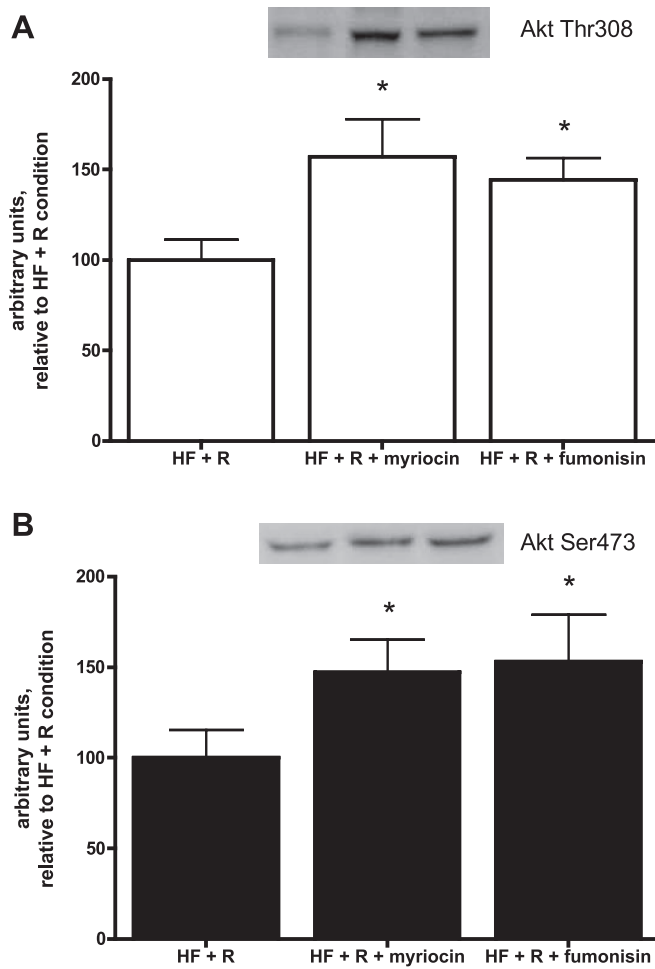 A
Akt Thr308
200
*
*
150
100
50
0
arbitrary units,
relative to HF + R condition
HF + R
HF + R + myriocin
HF + R + fumonisin
B
Akt Ser473
200
*
*
150
100
50
0
arbitrary units,
relative to HF + R condition
HF + R
HF + R + myriocin
HF + R + fumonisin